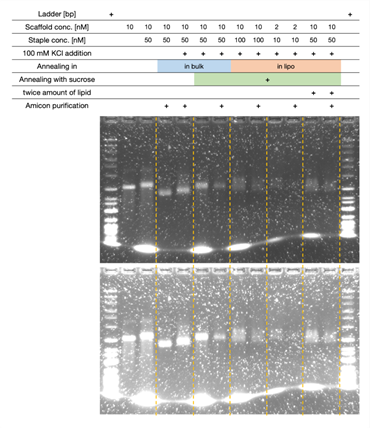 Ladder [bp] + +
Scaffold conc. [nM] 10 10 10 10 10 10 10 10 2 2 10 10
Staple conc. [nM] 50 50 50 50 50 100 100 10 10 50 50
100 mM KCl addition + + + + + + + + +
Annealing in in bulk in lipo
Annealing with sucrose +
twice amount of lipid + +
Amicon purification + + + + + +